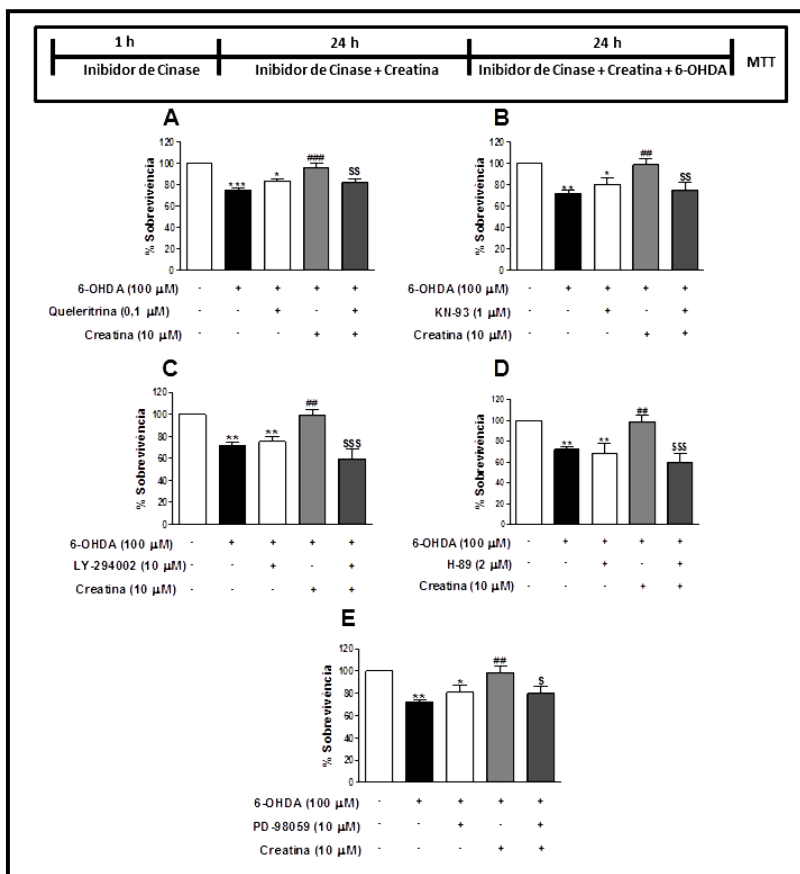 1 h 24 h 24 h
Inibidor de Cinase Inibidor de Cinase + Creatina Inibidor de Cinase + Creatina + 6-OHDA MTT
A
% Sobrevivência
120
100
80
60
40
20
0
*** * ### $$
6-OHDA (100 µM) - + + + +
Queleritrina (0,1 µM) - - + - +
Creatina (10 µM) - - - + +
B
% Sobrevivência
120
100
80
60
40
20
0
** * ## $$
6-OHDA (100 µM) - + + + +
KN-93 (1 µM) - - + - +
Creatina (10 µM) - - - + +
C
% Sobrevivência
120
100
80
60
40
20
0
** ** ## $$$
6-OHDA (100 µM) - + + + +
LY-294002 (10 µM) - - + - +
Creatina (10 µM) - - - + +
D
% Sobrevivência
120
100
80
60
40
20
0
** ** ## $$$
6-OHDA (100 µM) - + + + +
H-89 (2 µM) - - + - +
Creatina (10 µM) - - - + +
E
% Sobrevivência
120
100
80
60
40
20
0
** * ## $
6-OHDA (100 µM) - + + + +
PD-98059 (10 µM) - - + - +
Creatina (10 µM) - - - + +